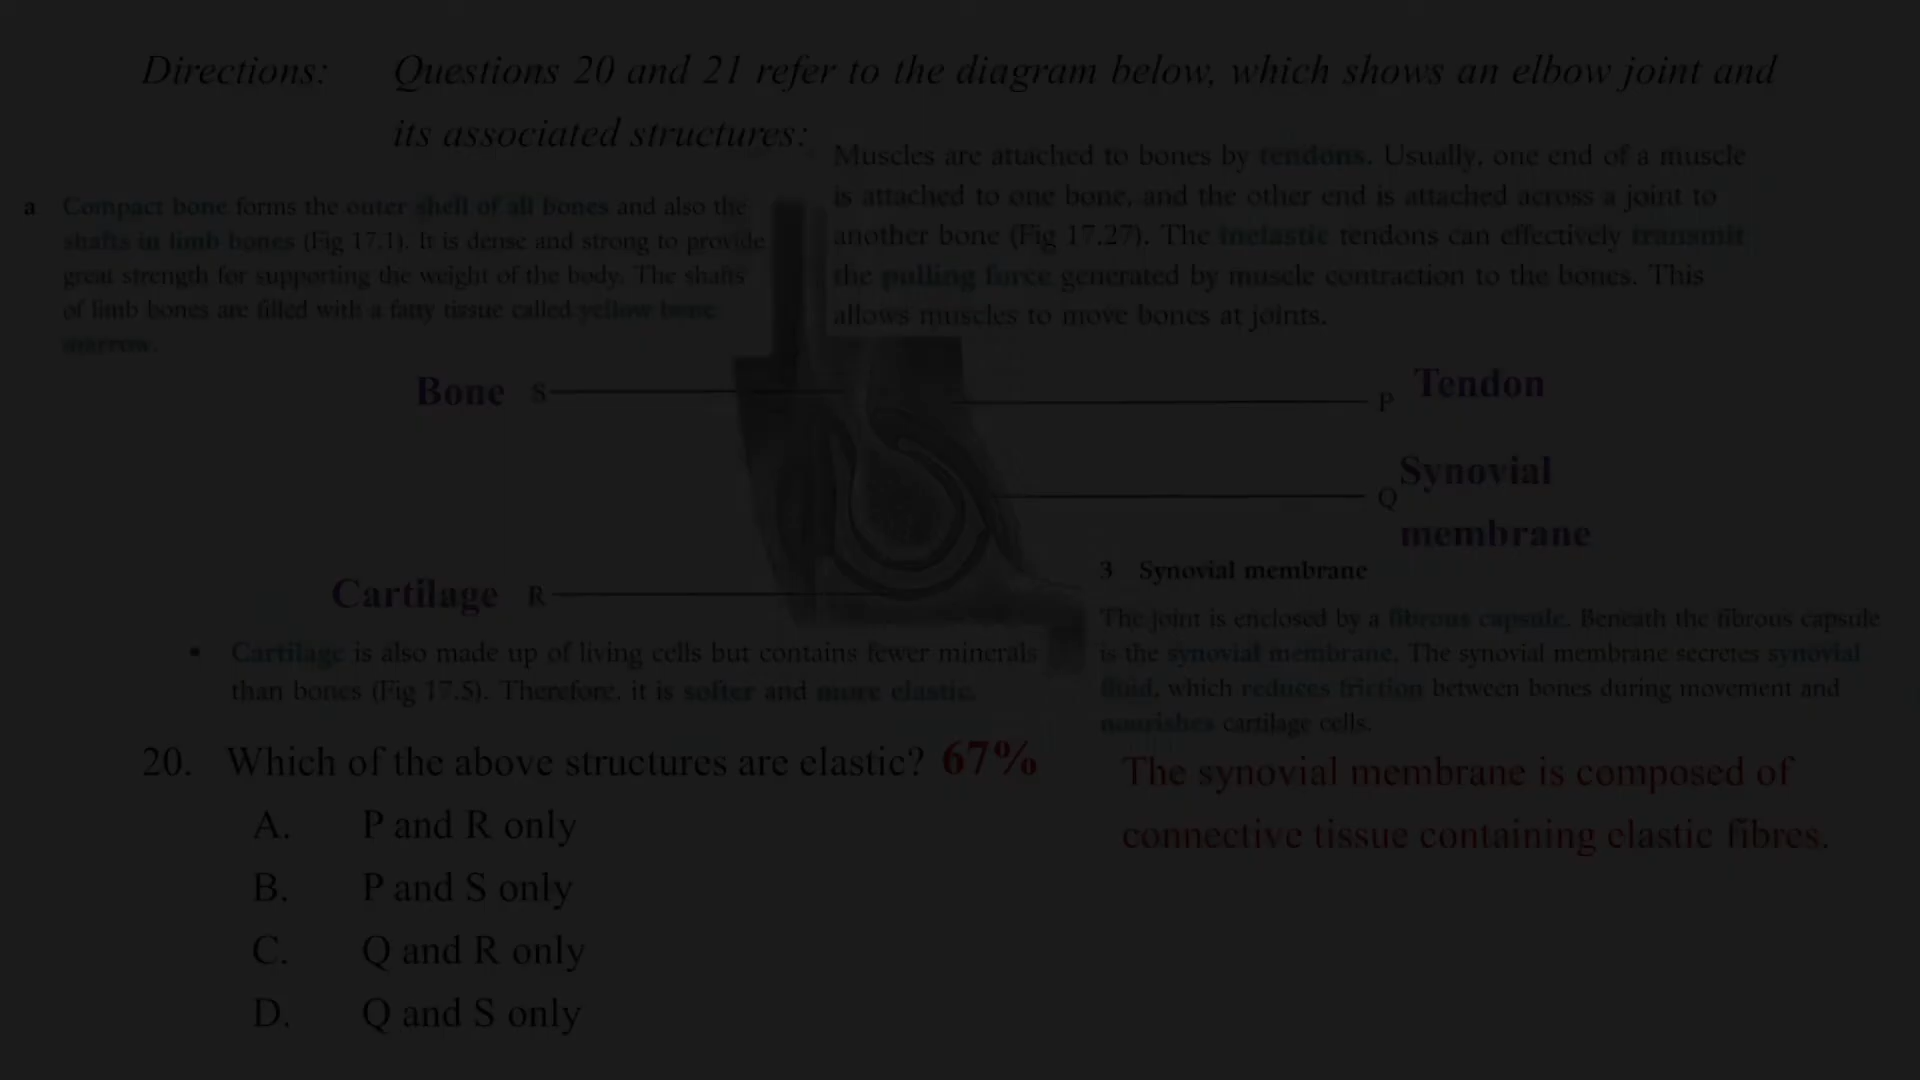 Directions: Questions 20 and 21 refer to the diagram below, which shows an elbow joint and
its associated structures:
Muscles are attached to bones by tendons. Usually, one end of a muscle
is attached to one bone, and the other end is attached across a joint to
another bone (Fig 17.27). The inelastic tendons can effectively transmit
the pulling force generated by muscle contraction to the bones. This
allows muscles to move bones at joints.
a Compact bone forms the outer shell of all bones and also the
shafts in limb bones (Fig 17.1). It is dense and strong to provide
great strength for supporting the weight of the body. The shafts
of limb bones are filled with a fatty tissue called yellow bone
marrow.
Bone S
P Tendon
Q Synovial
membrane
Cartilage R
3 Synovial membrane
The joint is enclosed by a fibrous capsule. Beneath the fibrous capsule
is the synovial membrane. The synovial membrane secretes synovial
fluid, which reduces friction between bones during movement and
nourishes cartilage cells.
• Cartilage is also made up of living cells but contains fewer minerals
than bones (Fig 17.5). Therefore, it is softer and more elastic.
20. Which of the above structures are elastic? 67%
The synovial membrane is composed of
connective tissue containing elastic fibres.
A. P and R only
B. P and S only
C. Q and R only
D. Q and S only